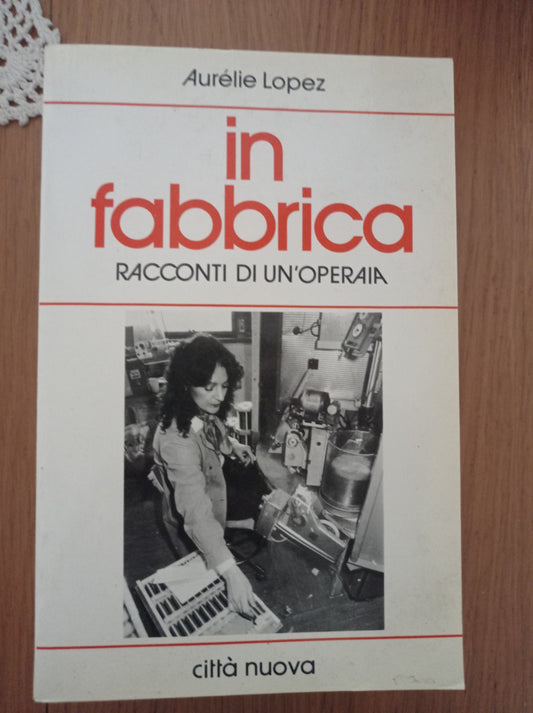 Aurélie Lopez
in
fabbrica
RACCONTI DI UN'OPERAIA
città nuova